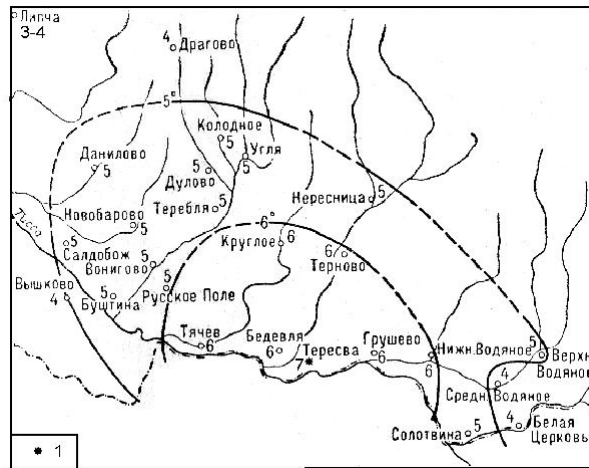 Липча
3-4
4
Драгово
5°
Колодное
5
Угля
5
Данилово
5
5
Дулово
Нересница
5
Теребля
5
Новобарово
5
6°
Тисса
Круглое
6
5
Салдобож
Вонигово
5
6
Терново
Вышково
4
5
Буштина
5
Русское Поле
Тячев
6
Бедевля
6
Тересва
7
Грушево
6
Нижн. Водяное
6
5
Верхн.
Водяное
4
Средн. Водяное
Солотвина
5
4
Белая
Церковь
1